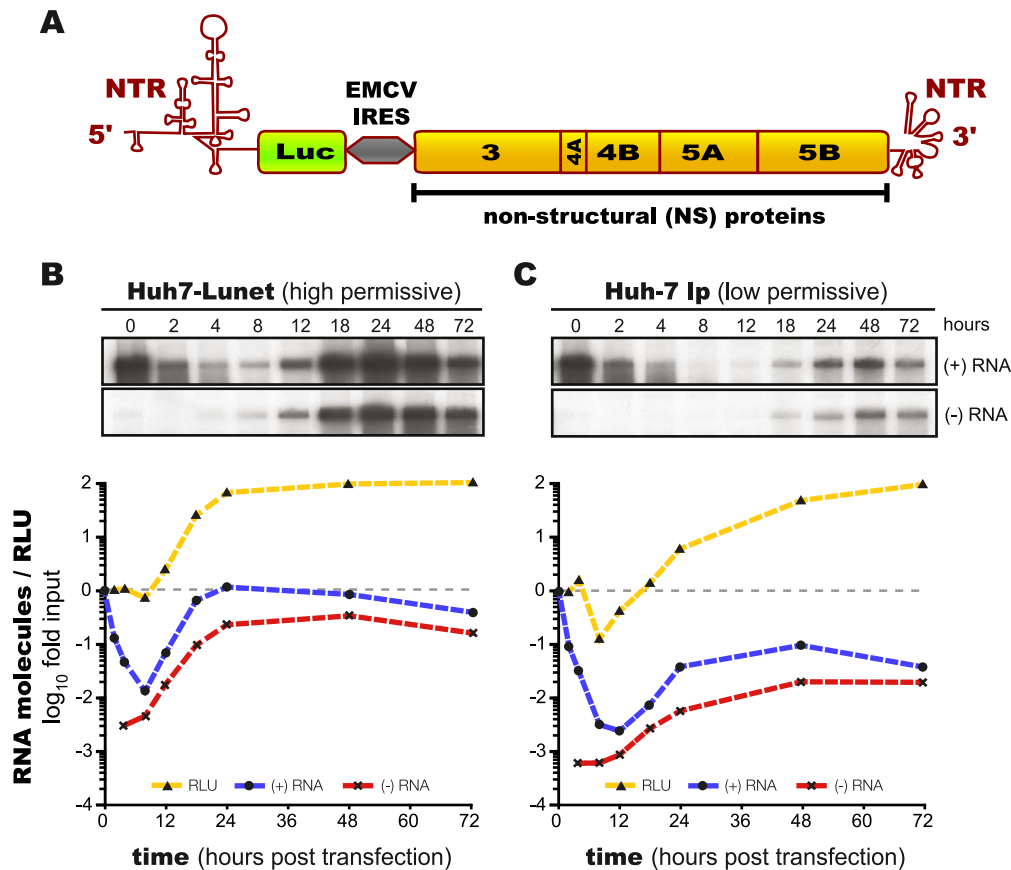 A
NTR
5'
EMCV
IRES
Luc
3
4A
4B
5A
5B
NTR
3'
non-structural (NS) proteins
B
Huh7-Lunet (high permissive)
0 2 4 8 12 18 24 48 72
C
Huh-7 lp (low permissive)
0 2 4 8 12 18 24 48 72 hours
(+) RNA
(-) RNA
RNA molecules / RLU
log10 fold input
2
1
0
-1
-2
-3
-4
RLU (+) RNA (-) RNA
0 12 24 48 60 72
time (hours post transfection)
2
1
0
-1
-2
-3
-4
RLU (+) RNA (-) RNA
0 12 24 48 60 72
time (hours post transfection)